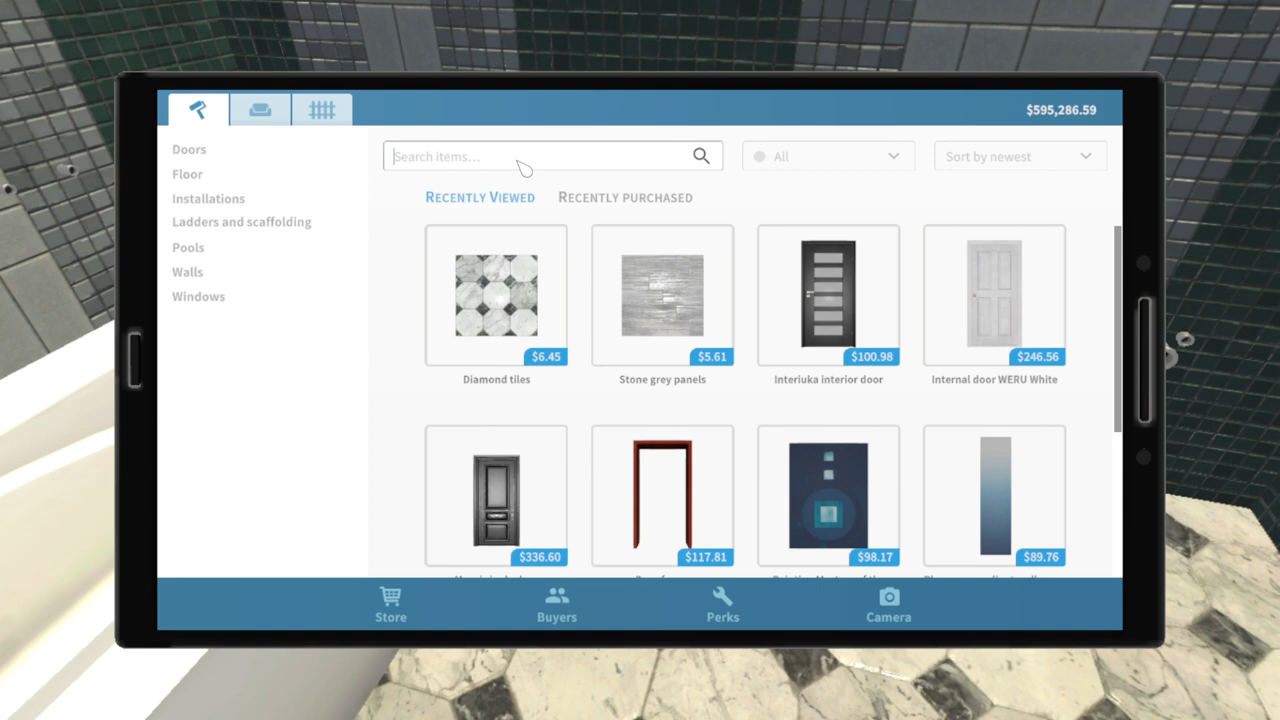 $595,286.59
Doors
Floor
Installations
Ladders and scaffolding
Pools
Walls
Windows
Search items...
All
Sort by newest
RECENTLY VIEWED
RECENTLY PURCHASED
$6.45
$5.61
$100.98
$246.56
Diamond tiles
Stone grey panels
Interiuka interior door
Internal door WERU White
$336.60
$117.81
$98.17
$89.76
Store
Buyers
Perks
Camera